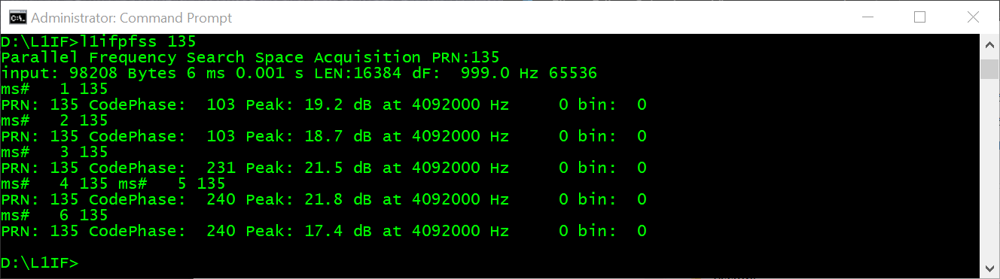 Administrator: Command Prompt
D:\L1IF>l1ifpfss 135
Parallel Frequency Search Space Acquisition PRN:135
input: 98208 Bytes 6 ms 0.001 s LEN:16384 dF:  999.0 Hz 65536
ms#   1 135
PRN: 135 CodePhase:  103 Peak: 19.2 dB at 4092000 Hz     0 bin:  0
ms#   2 135
PRN: 135 CodePhase:  103 Peak: 18.7 dB at 4092000 Hz     0 bin:  0
ms#   3 135
PRN: 135 CodePhase:  231 Peak: 21.5 dB at 4092000 Hz     0 bin:  0
ms#   4 135 ms#   5 135
PRN: 135 CodePhase:  240 Peak: 21.8 dB at 4092000 Hz     0 bin:  0
ms#   6 135
PRN: 135 CodePhase:  240 Peak: 17.4 dB at 4092000 Hz     0 bin:  0
D:\L1IF>